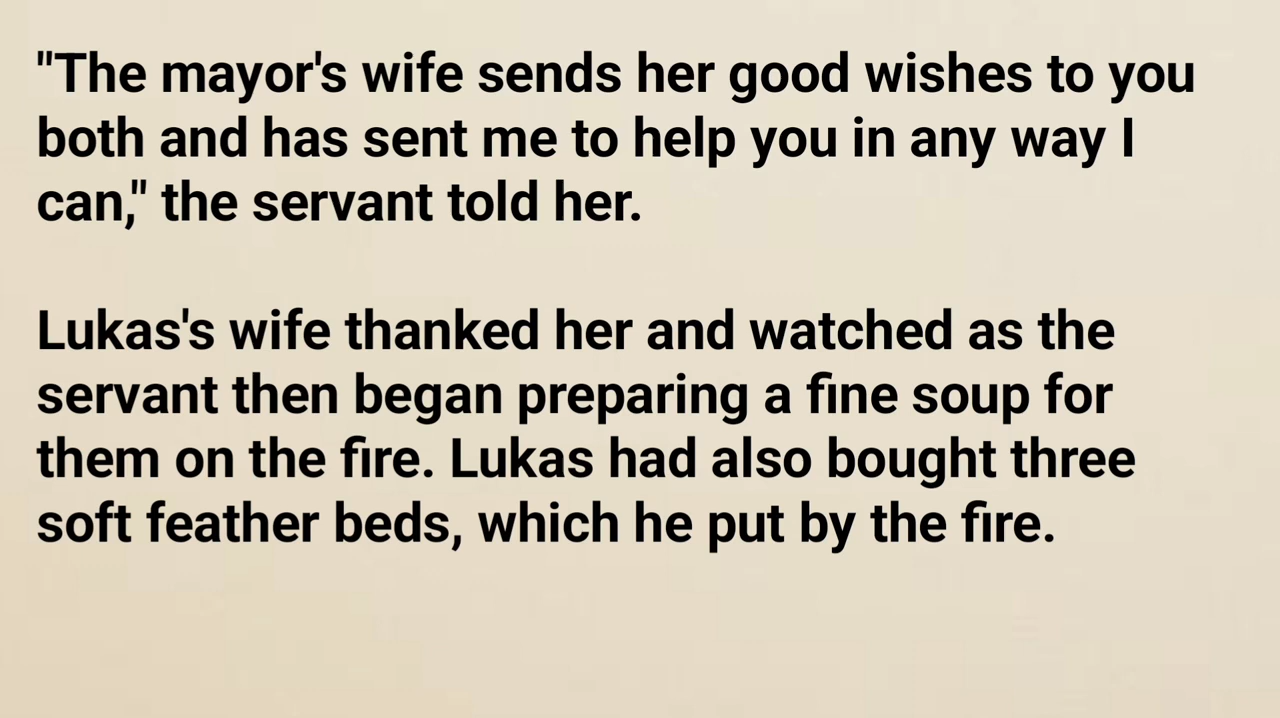 "The mayor's wife sends her good wishes to you
both and has sent me to help you in any way I
can," the servant told her.
Lukas's wife thanked her and watched as the
servant then began preparing a fine soup for
them on the fire. Lukas had also bought three
soft feather beds, which he put by the fire.